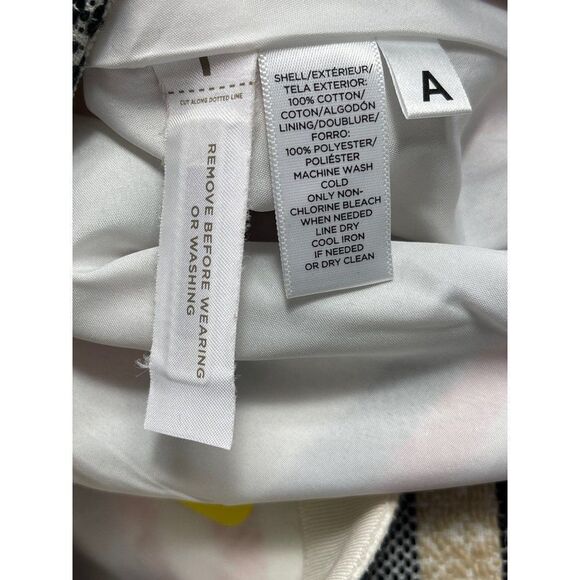 CUT ALONG DOTTED LINE
REMOVE BEFORE WEARING
OR WASHING
SHELL/EXTÉRIEUR/
TELA EXTERIOR:
100% COTTON/
COTON/ALGODÓN
LINING/DOUBLURE/
FORRO:
100% POLYESTER/
POLIÉSTER
MACHINE WASH
COLD
ONLY NON-
CHLORINE BLEACH
WHEN NEEDED
LINE DRY
COOL IRON
IF NEEDED
OR DRY CLEAN
A